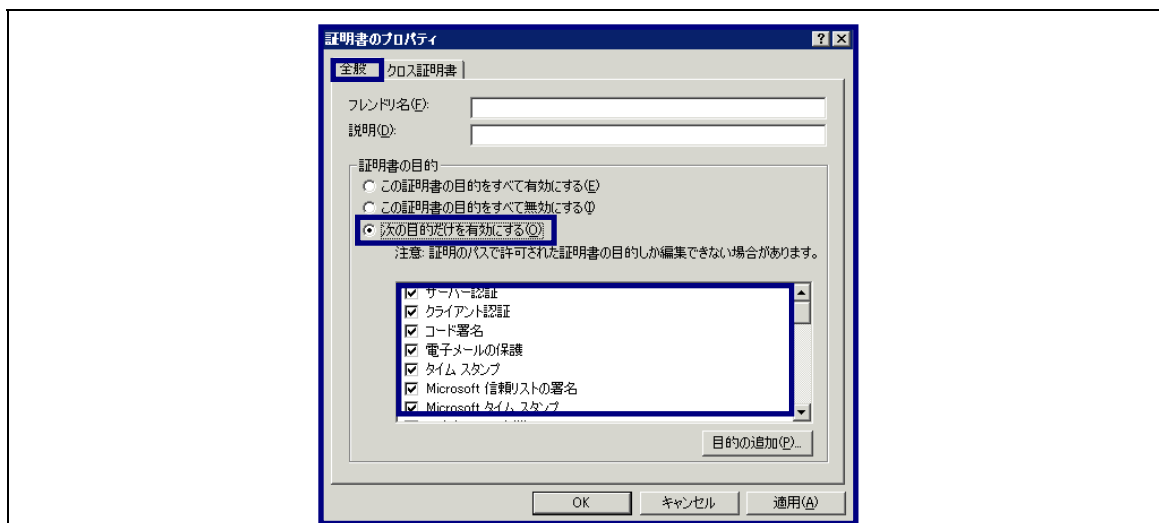 証明書のプロパティ
全般 クロス証明書
フレンドリ名(F):
説明(D):
証明書の目的
この証明書の目的をすべて有効にする(E)
この証明書の目的をすべて無効にする(I)
次の目的だけを有効にする(O)
注意: 証明のパスで許可された証明書の目的しか編集できない場合があります。
サーバー認証
クライアント認証
コード署名
電子メールの保護
タイム スタンプ
Microsoft 信頼リストの署名
Microsoft タイム スタンプ
目的の追加(P)...
OK キャンセル 適用(A)